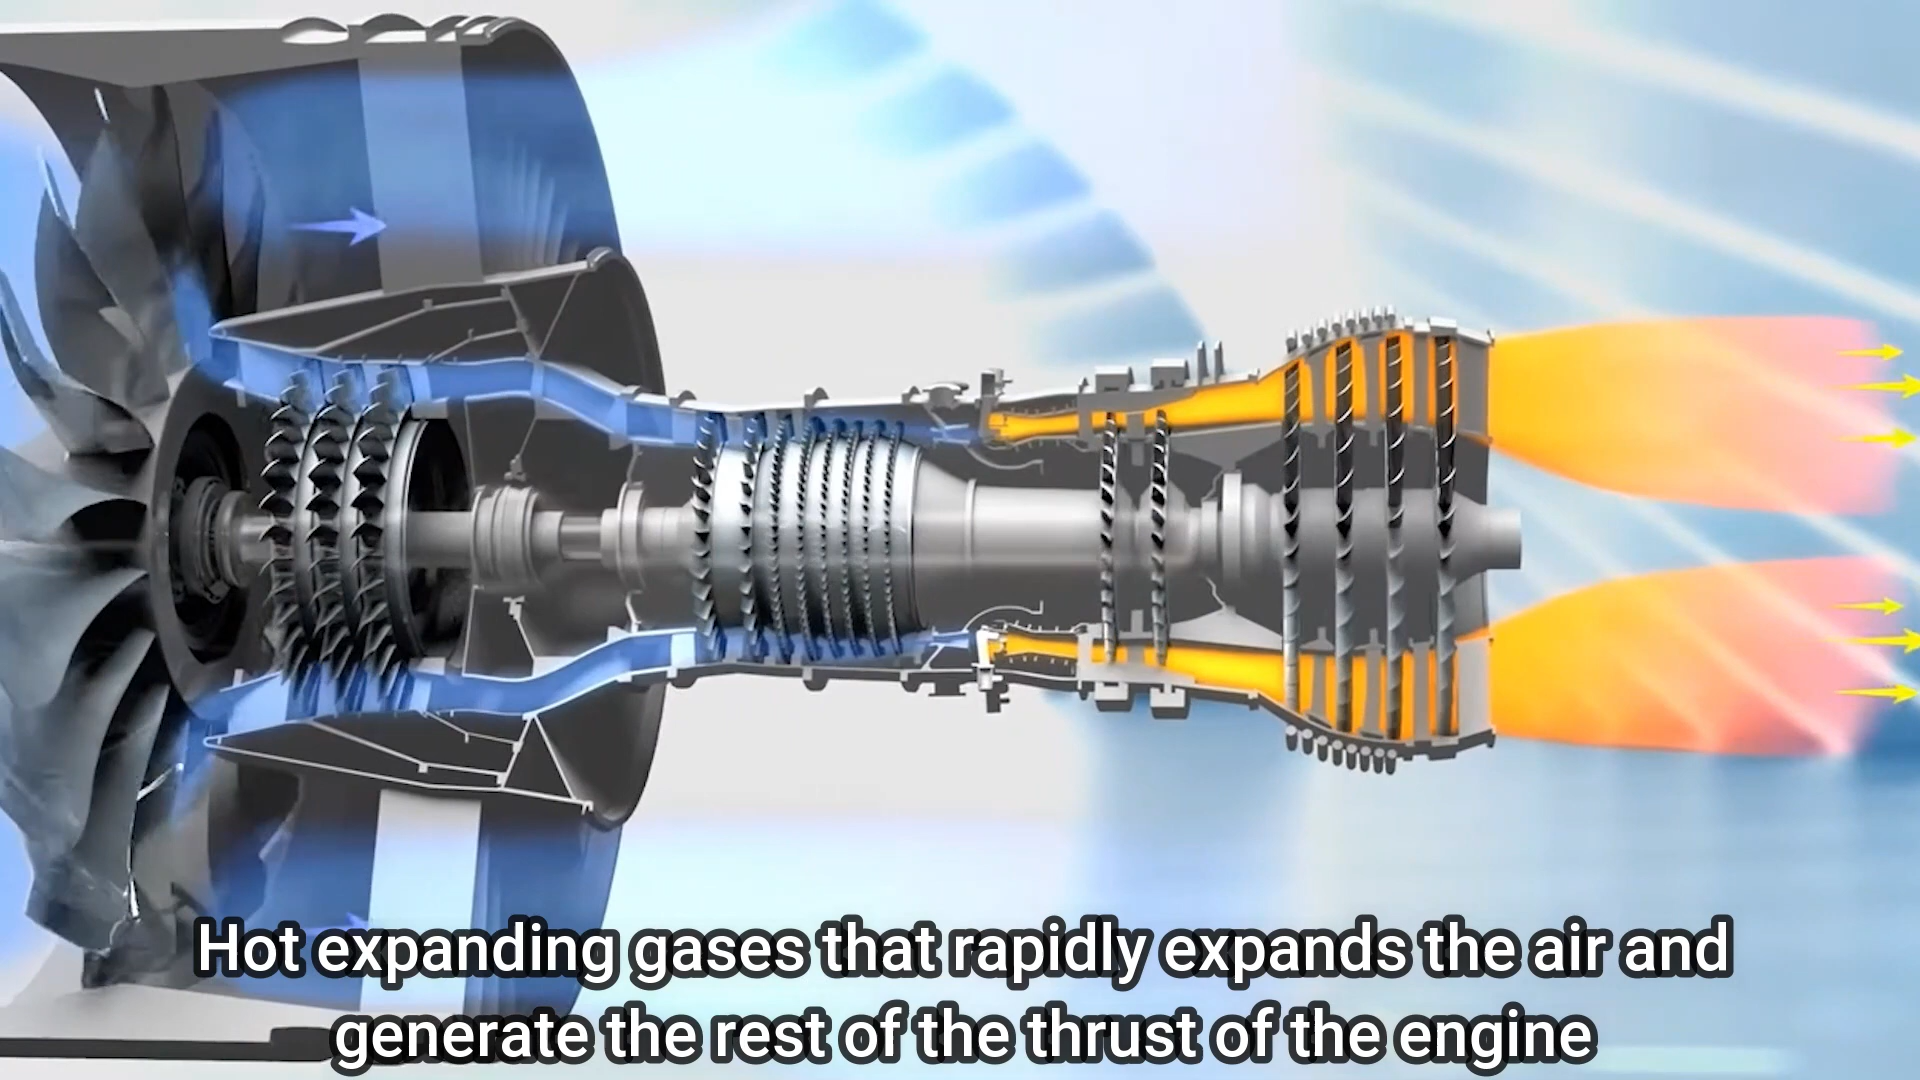 Hot expanding gases that rapidly expands the air and
generate the rest of the thrust of the engine